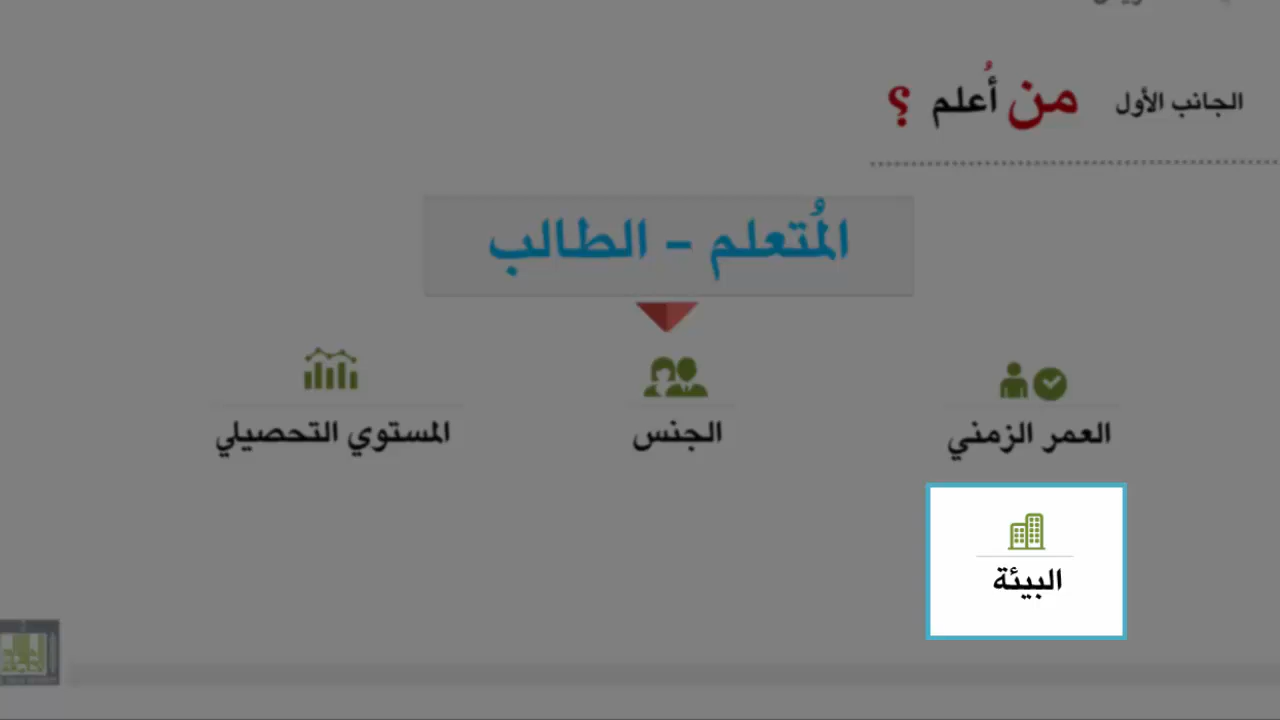 الجانب الأول من أُعلم ؟
المُتعلم – الطالب
العمر الزمني
الجنس
المستوي التحصيلي
البيئة